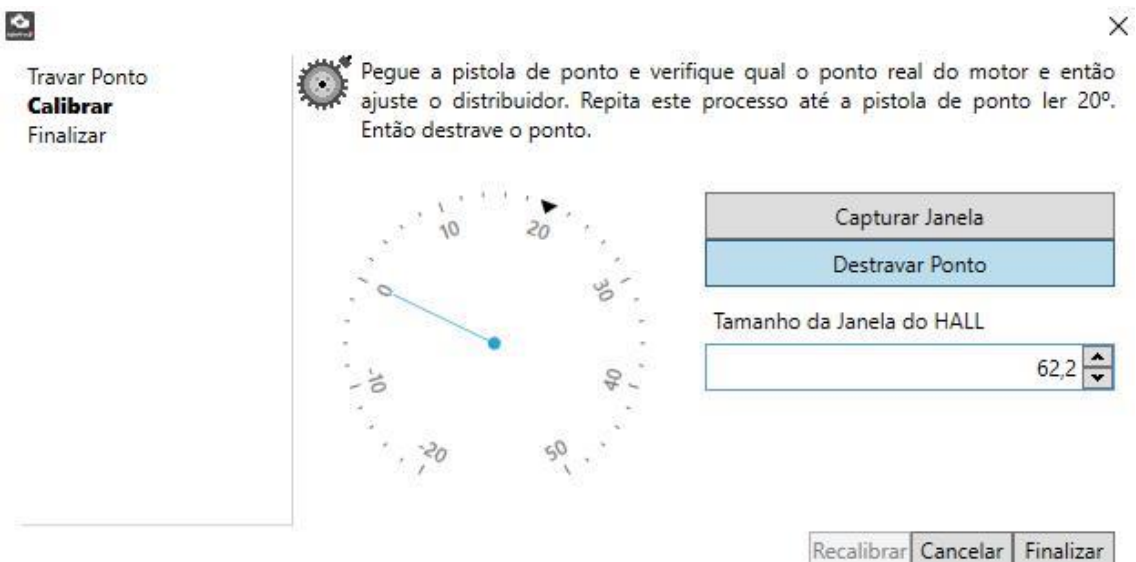 Travar Ponto
Calibrar
Finalizar
Pegue a pistola de ponto e verifique qual o ponto real do motor e então
ajuste o distribuidor. Repita este processo até a pistola de ponto ler 20º.
Então destrave o ponto.
-20
-10
0
10
20
30
40
50
Capturar Janela
Destravar Ponto
Tamanho da Janela do HALL
62,2
Recalibrar Cancelar Finalizar